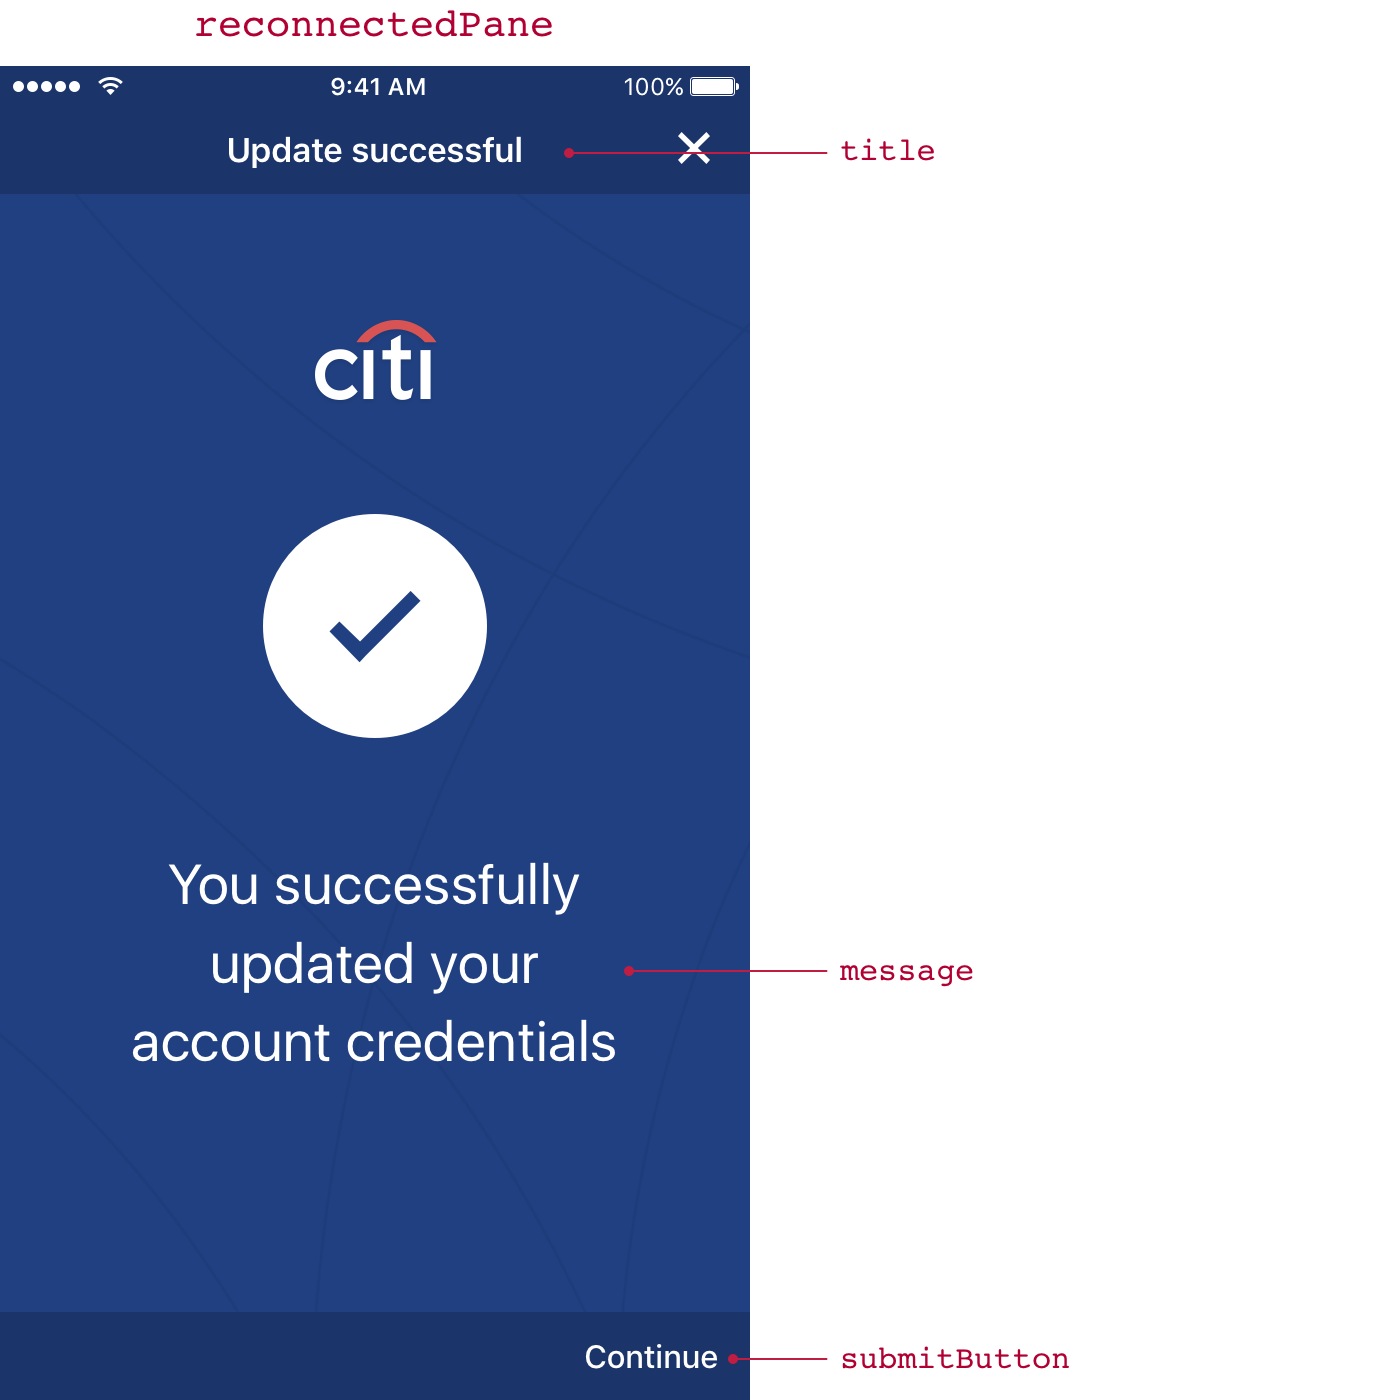 reconnectedPane
9:41 AM
100%
Update successful
title
citi
You successfully
updated your
message
account credentials
Continue
submitButton